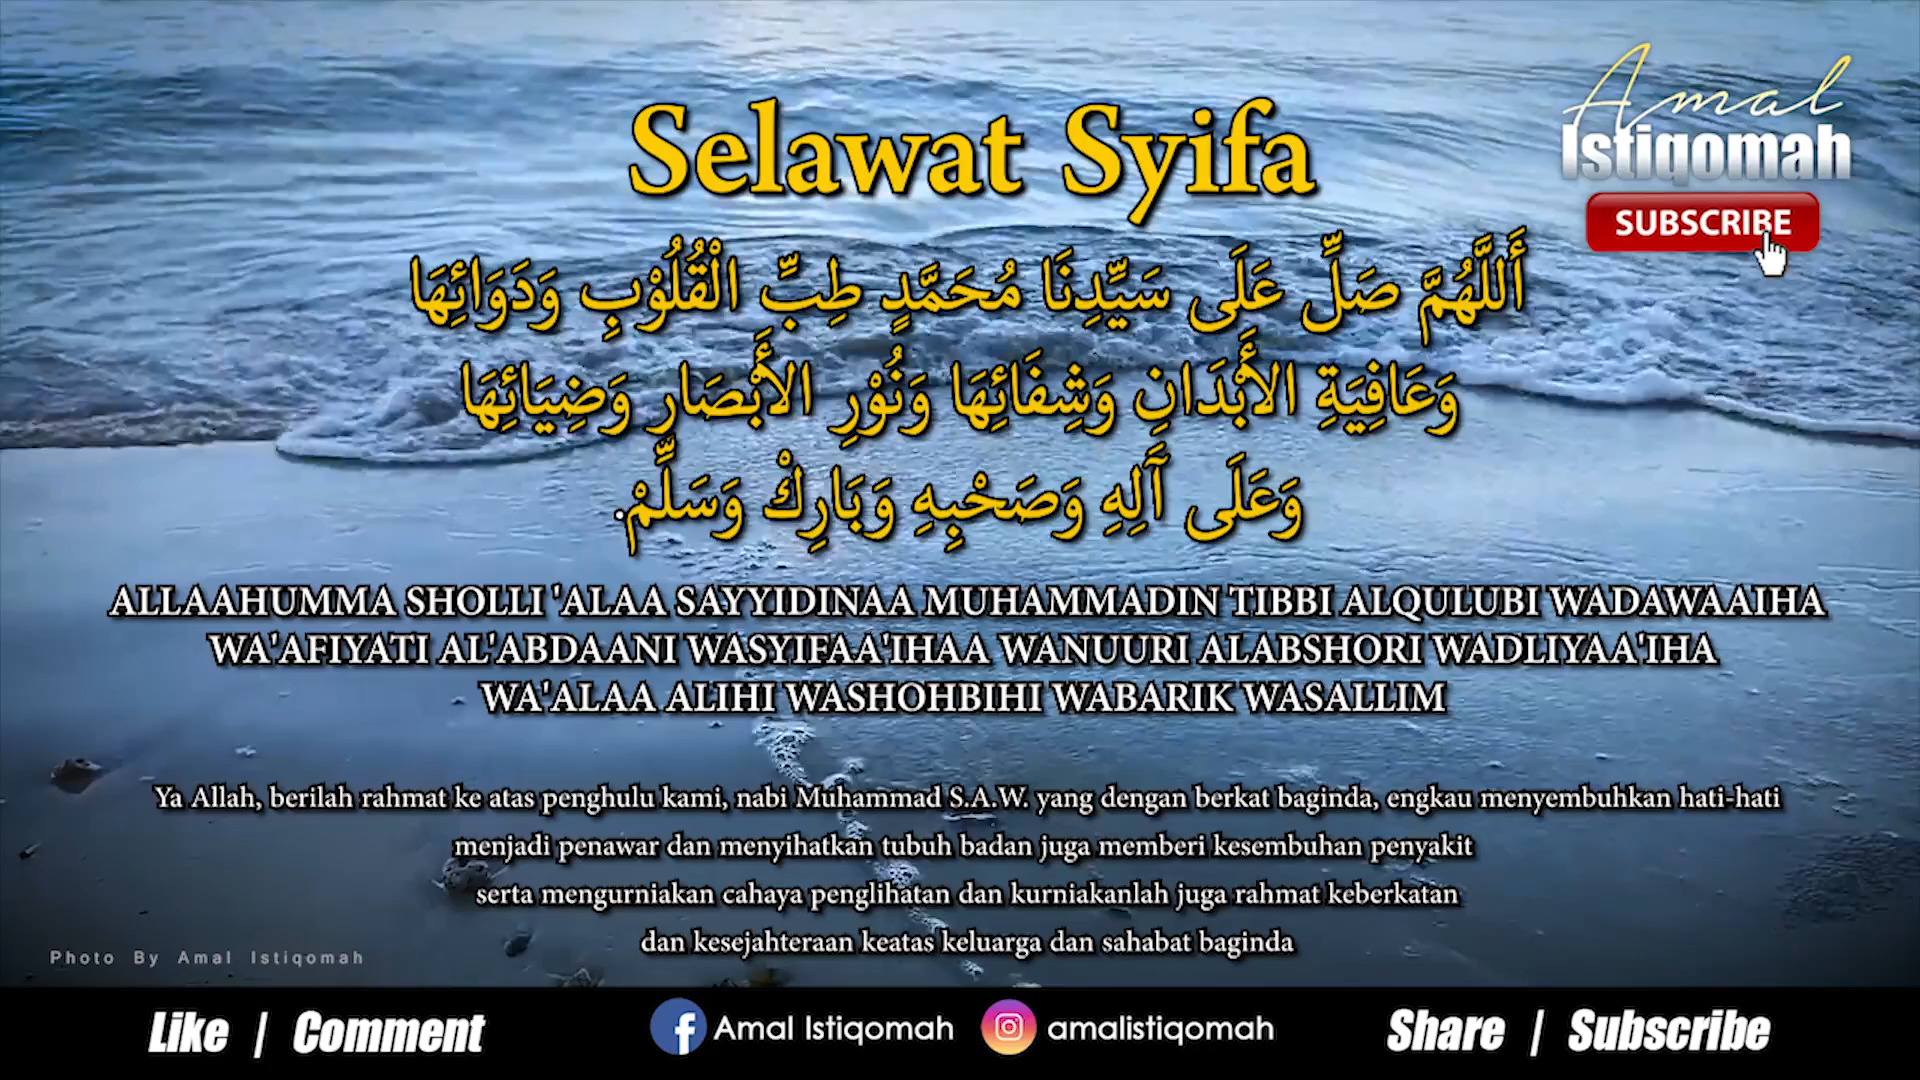 Amal
Istiqomah
SUBSCRIBE
Selawat Syifa
أَللَّهُمَّ صَلِّ عَلَى سَيِّدِنَا مُحَمَّدٍ طِبِّ الْقُلُوْبِ وَدَوَائِهَا
وَعَافِيَةِ الأَبْدَانِ وَشِفَائِهَا وَنُوْرِ الأَبْصَارِ وَضِيَائِهَا
وَعَلَى آلِهِ وَصَحْبِهِ وَبَارِكْ وَسَلِّمْ.
ALLAAHUMMA SHOLLI 'ALAA SAYYIDINAA MUHAMMADIN TIBBI ALQULUBI WADAWAAIHA
WA'AFIYATI AL'ABDAANI WASYIFAA'IHAA WANUURI ALABSHORI WADLIYAA'IHA
WA'ALAA ALIHI WASHOHBIHI WABARIK WASALLIM
Ya Allah, berilah rahmat ke atas penghulu kami, nabi Muhammad S.A.W. yang dengan berkat baginda, engkau menyembuhkan hati-hati
menjadi penawar dan menyihatkan tubuh badan juga memberi kesembuhan penyakit
serta mengurniakan cahaya penglihatan dan kurniakanlah juga rahmat keberkatan
dan kesejahteraan keatas keluarga dan sahabat baginda
Photo By Amal Istiqomah
Like | Comment
Amal Istiqomah
amalistiqomah
Share | Subscribe